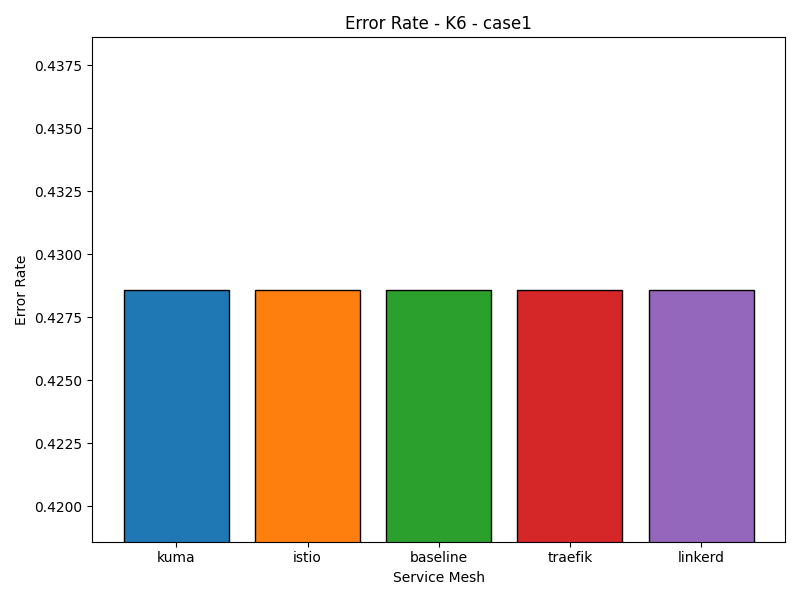 Error Rate - K6 - case1
0.4375
0.4350
0.4325
0.4300
0.4275
0.4250
0.4225
0.4200
Error Rate
kuma istio baseline traefik linkerd
Service Mesh